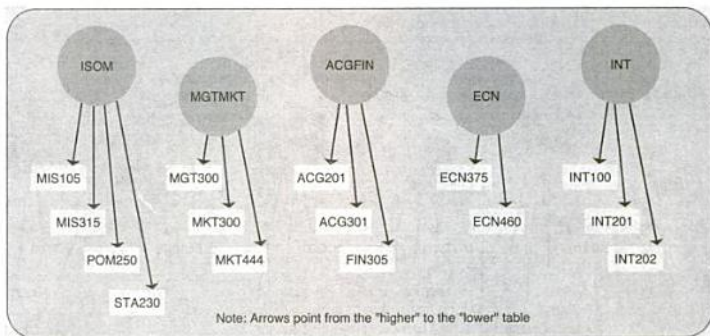 ISOM
MGTMKT
ACGFIN
ECN
INT
MIS105
MIS315
POM250
STA230
MGT300
MKT300
MKT444
ACG201
ACG301
FIN305
ECN375
ECN460
INT100
INT201
INT202
Note: Arrows point from the "higher" to the "lower" table